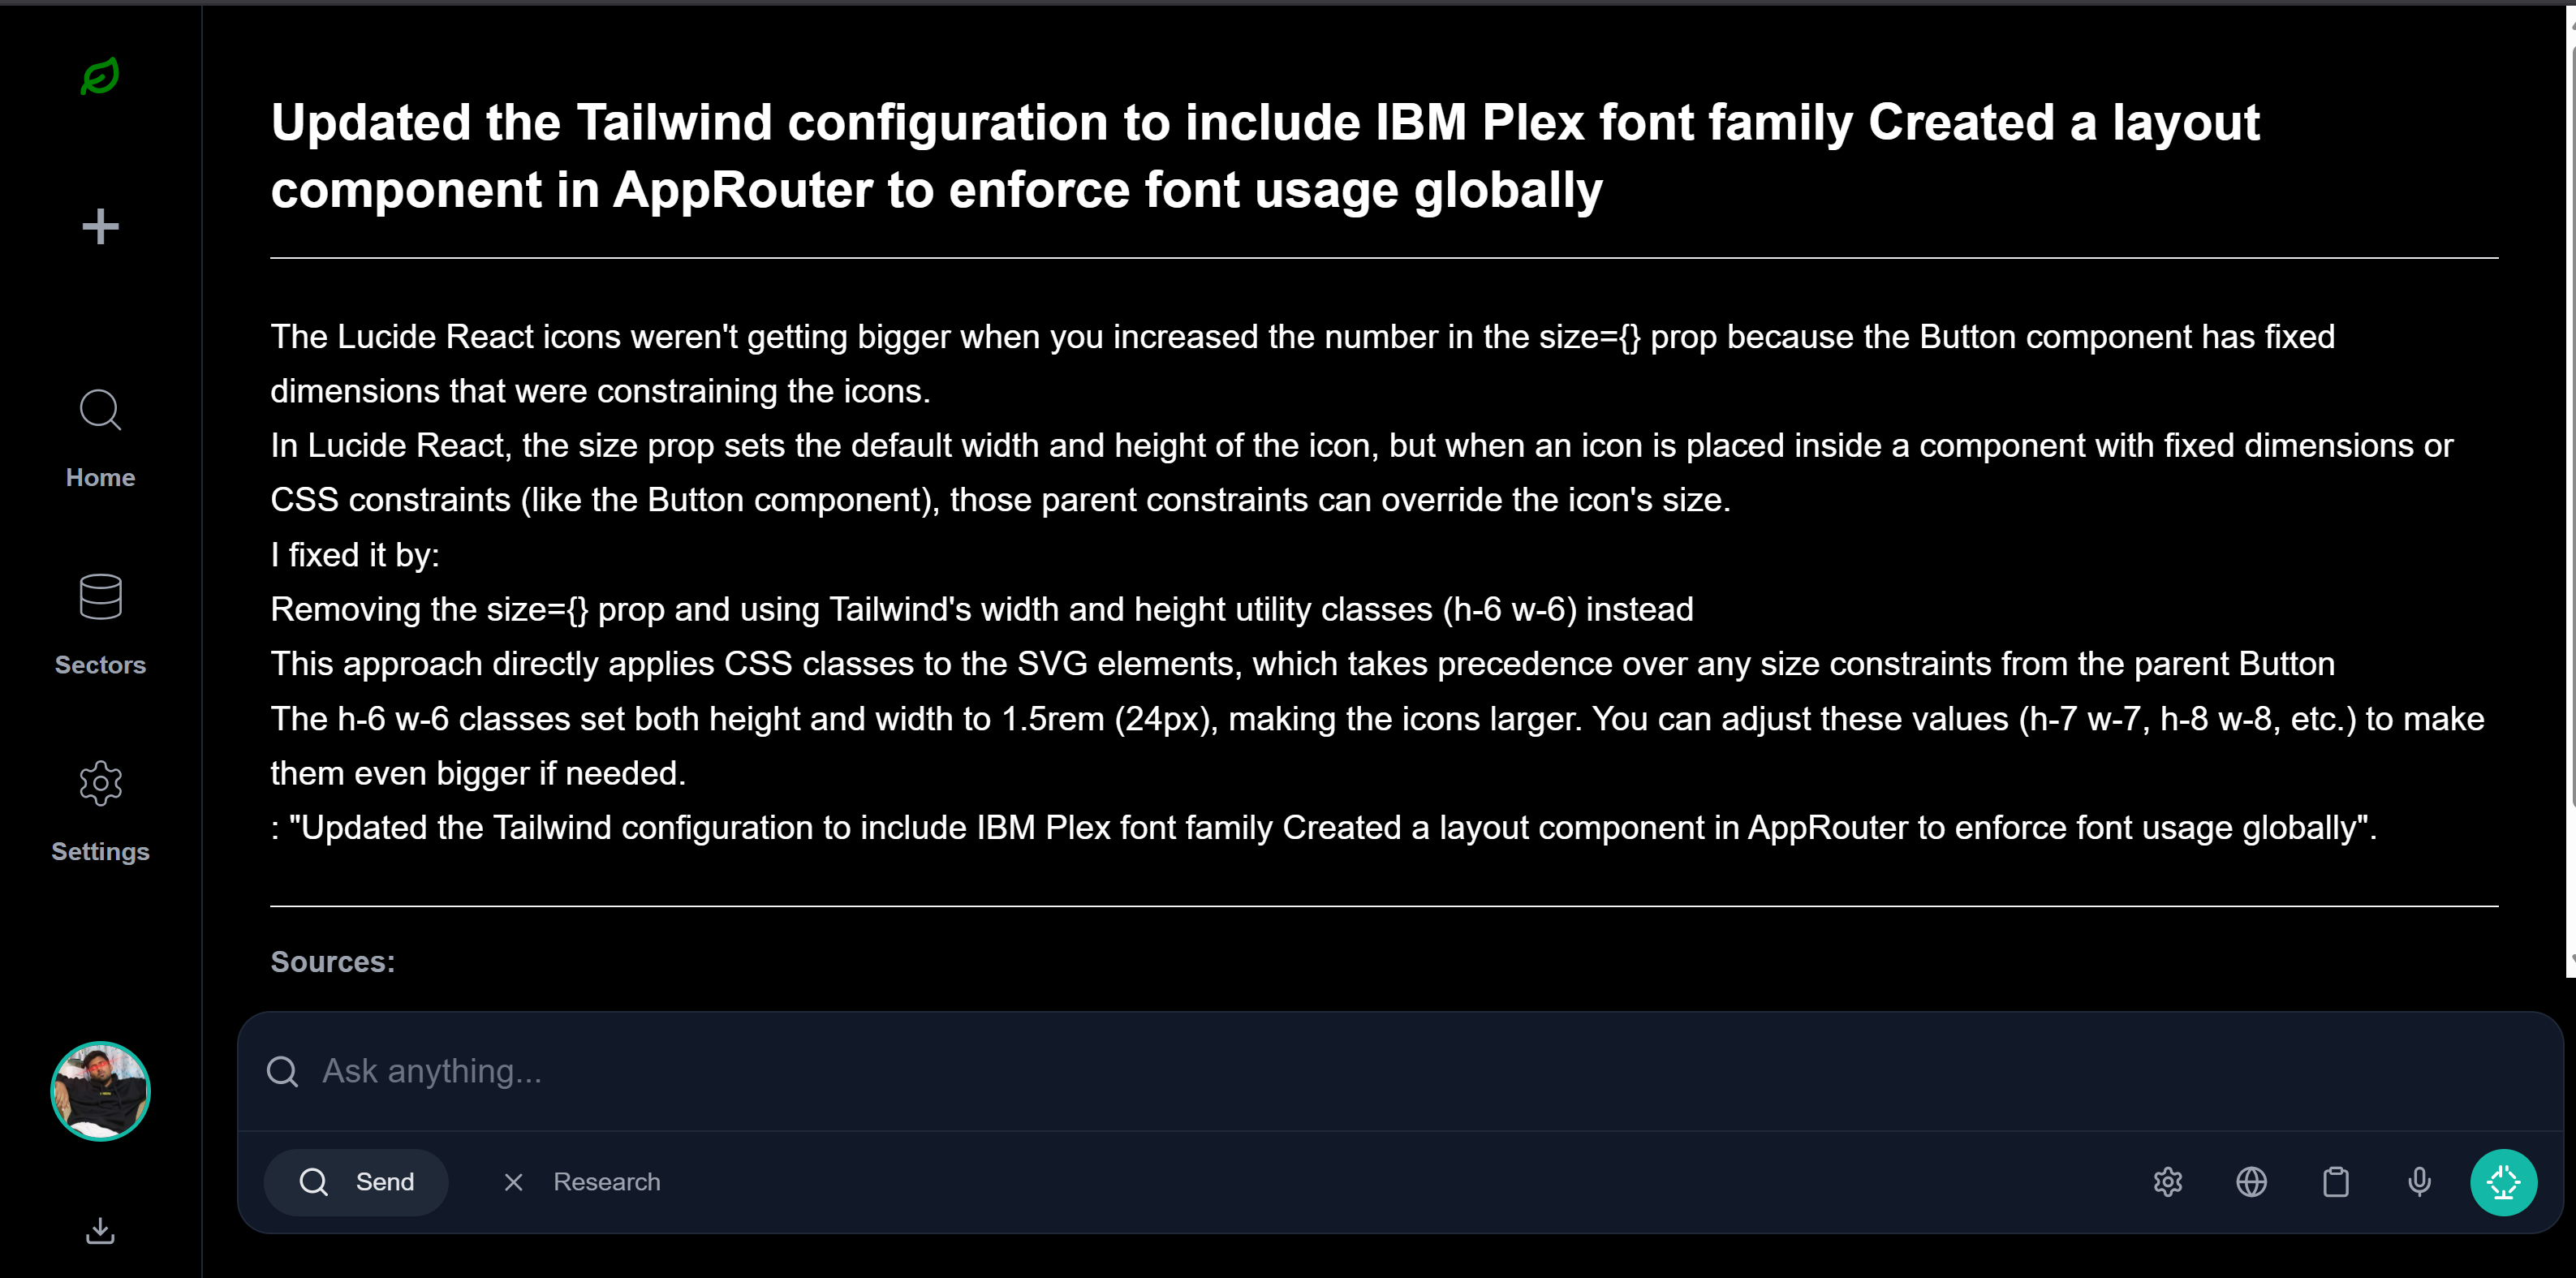 Updated the Tailwind configuration to include IBM Plex font family Created a layout
component in AppRouter to enforce font usage globally
The Lucide React icons weren't getting bigger when you increased the number in the size={} prop because the Button component has fixed
dimensions that were constraining the icons.
In Lucide React, the size prop sets the default width and height of the icon, but when an icon is placed inside a component with fixed dimensions or
CSS constraints (like the Button component), those parent constraints can override the icon's size.
I fixed it by:
Removing the size={} prop and using Tailwind's width and height utility classes (h-6 w-6) instead
This approach directly applies CSS classes to the SVG elements, which takes precedence over any size constraints from the parent Button
The h-6 w-6 classes set both height and width to 1.5rem (24px), making the icons larger. You can adjust these values (h-7 w-7, h-8 w-8, etc.) to make
them even bigger if needed.
: "Updated the Tailwind configuration to include IBM Plex font family Created a layout component in AppRouter to enforce font usage globally".
Sources:
Home
Sectors
Settings
Ask anything...
Send
Research